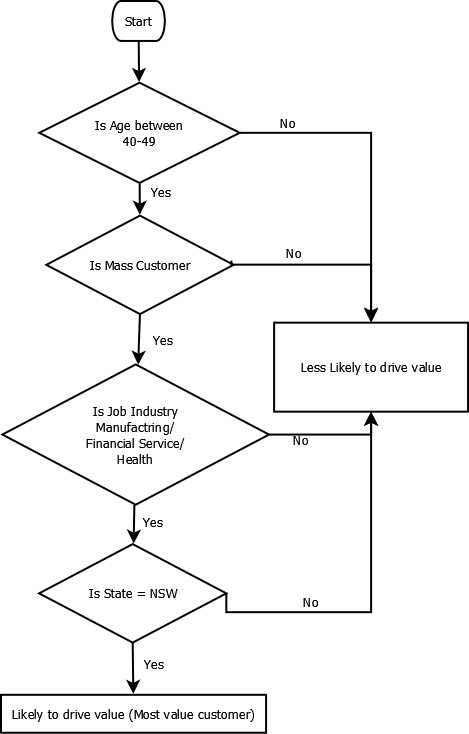 Start
Is Age between
40-49
No
Yes
Is Mass Customer
No
Yes
Less Likely to drive value
Is Job Industry
Manufactring/
Financial Service/
Health
No
Yes
Is State = NSW
No
Yes
Likely to drive value (Most value customer)